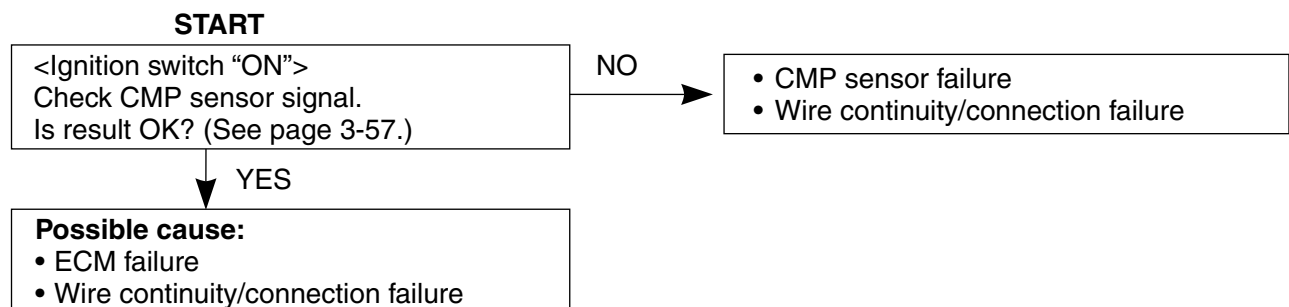 START
<Ignition switch “ON”>
Check CMP sensor signal.
Is result OK? (See page 3-57.)
NO
• CMP sensor failure
• Wire continuity/connection failure
YES
Possible cause:
• ECM failure
• Wire continuity/connection failure